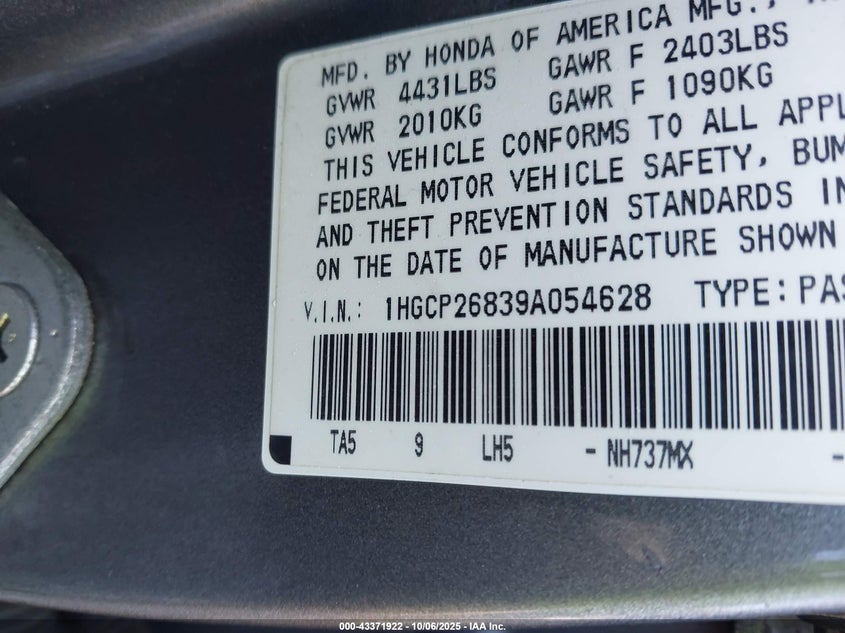 MFD. BY HONDA OF AMERICA MFG.,
GVWR 4431LBS GAWR F 2403LBS
GVWR 2010KG GAWR F 1090KG
THIS VEHICLE CONFORMS TO ALL APPL
FEDERAL MOTOR VEHICLE SAFETY, BUM
AND THEFT PREVENTION STANDARDS IN
ON THE DATE OF MANUFACTURE SHOWN
V.I.N.: 1HGCP26839A054628 TYPE:PAS
TA5 9 LH5 -NH737MX -
000-43371922 - 10/06/2025 - IAA Inc.